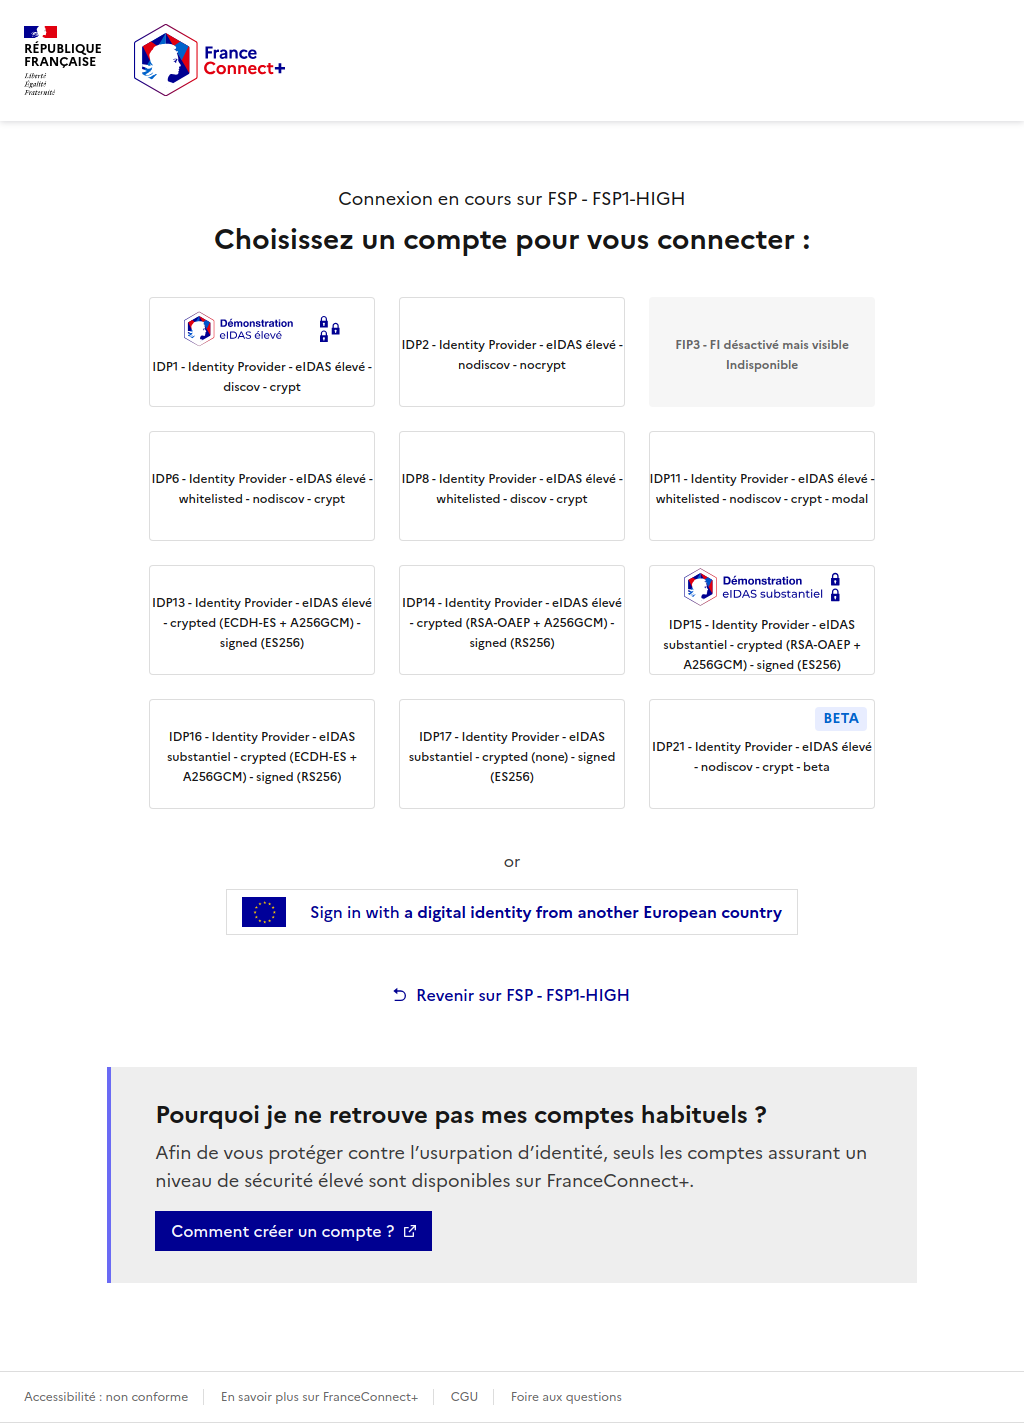 RÉPUBLIQUE
FRANÇAISE
Liberté
Égalité
Fraternité
France
Connect+
Connexion en cours sur FSP - FSP1-HIGH
Choisissez un compte pour vous connecter :
Démonstration
eIDAS élevé
IDP1 - Identity Provider - eIDAS élevé -
discov - crypt
IDP2 - Identity Provider - eIDAS élevé -
nodiscov - nocrypt
FIP3 - FI désactivé mais visible
Indisponible
IDP6 - Identity Provider - eIDAS élevé -
whitelisted - nodiscov - crypt
IDP8 - Identity Provider - eIDAS élevé -
whitelisted - discov - crypt
IDP11 - Identity Provider - eIDAS élevé -
whitelisted - nodiscov - crypt - modal
IDP13 - Identity Provider - eIDAS élevé
- crypted (ECDH-ES + A256GCM) -
signed (ES256)
IDP14 - Identity Provider - eIDAS élevé
- crypted (RSA-OAEP + A256GCM) -
signed (RS256)
Démonstration
eIDAS substantiel
IDP15 - Identity Provider - eIDAS
substantiel - crypted (RSA-OAEP +
A256GCM) - signed (ES256)
IDP16 - Identity Provider - eIDAS
substantiel - crypted (ECDH-ES +
A256GCM) - signed (RS256)
IDP17 - Identity Provider - eIDAS
substantiel - crypted (none) - signed
(ES256)
BETA
IDP21 - Identity Provider - eIDAS élevé
- nodiscov - crypt - beta
or
Sign in with a digital identity from another European country
Revenir sur FSP - FSP1-HIGH
Pourquoi je ne retrouve pas mes comptes habituels ?
Afin de vous protéger contre l’usurpation d’identité, seuls les comptes assurant un
niveau de sécurité élevé sont disponibles sur FranceConnect+.
Comment créer un compte ?
Accessibilité : non conforme
En savoir plus sur FranceConnect+
CGU
Foire aux questions